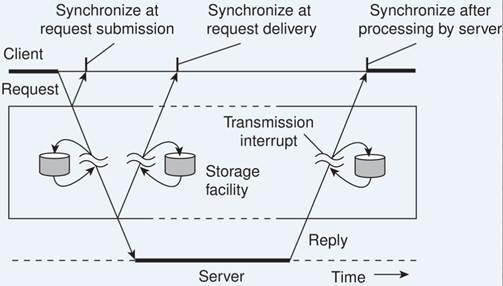 Synchronize at
request submission
Synchronize at
request delivery
Synchronize after
processing by server
Client
Request
Transmission
interrupt
Storage
facility
Reply
Server
Time